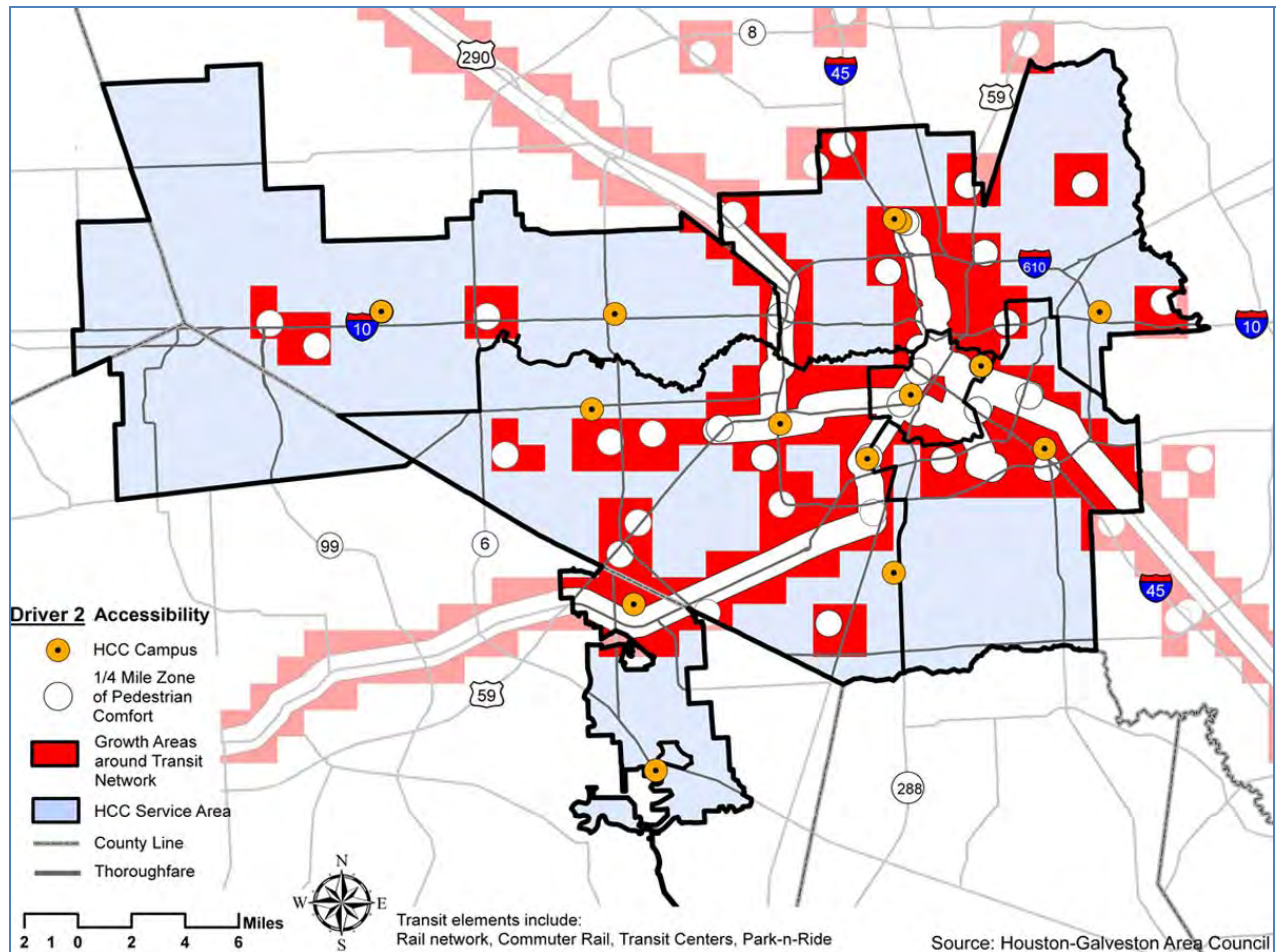 8
290
45
59
610
10
10
99
6
59
45
288
Driver 2 Accessibility
HCC Campus
1/4 Mile Zone
of Pedestrian
Comfort
Growth Areas
around Transit
Network
HCC Service Area
County Line
Thoroughfare
N
W E
S
Miles
2 1 0 2 4 6
Transit elements include:
Rail network, Commuter Rail, Transit Centers, Park-n-Ride
Source: Houston-Galveston Area Council